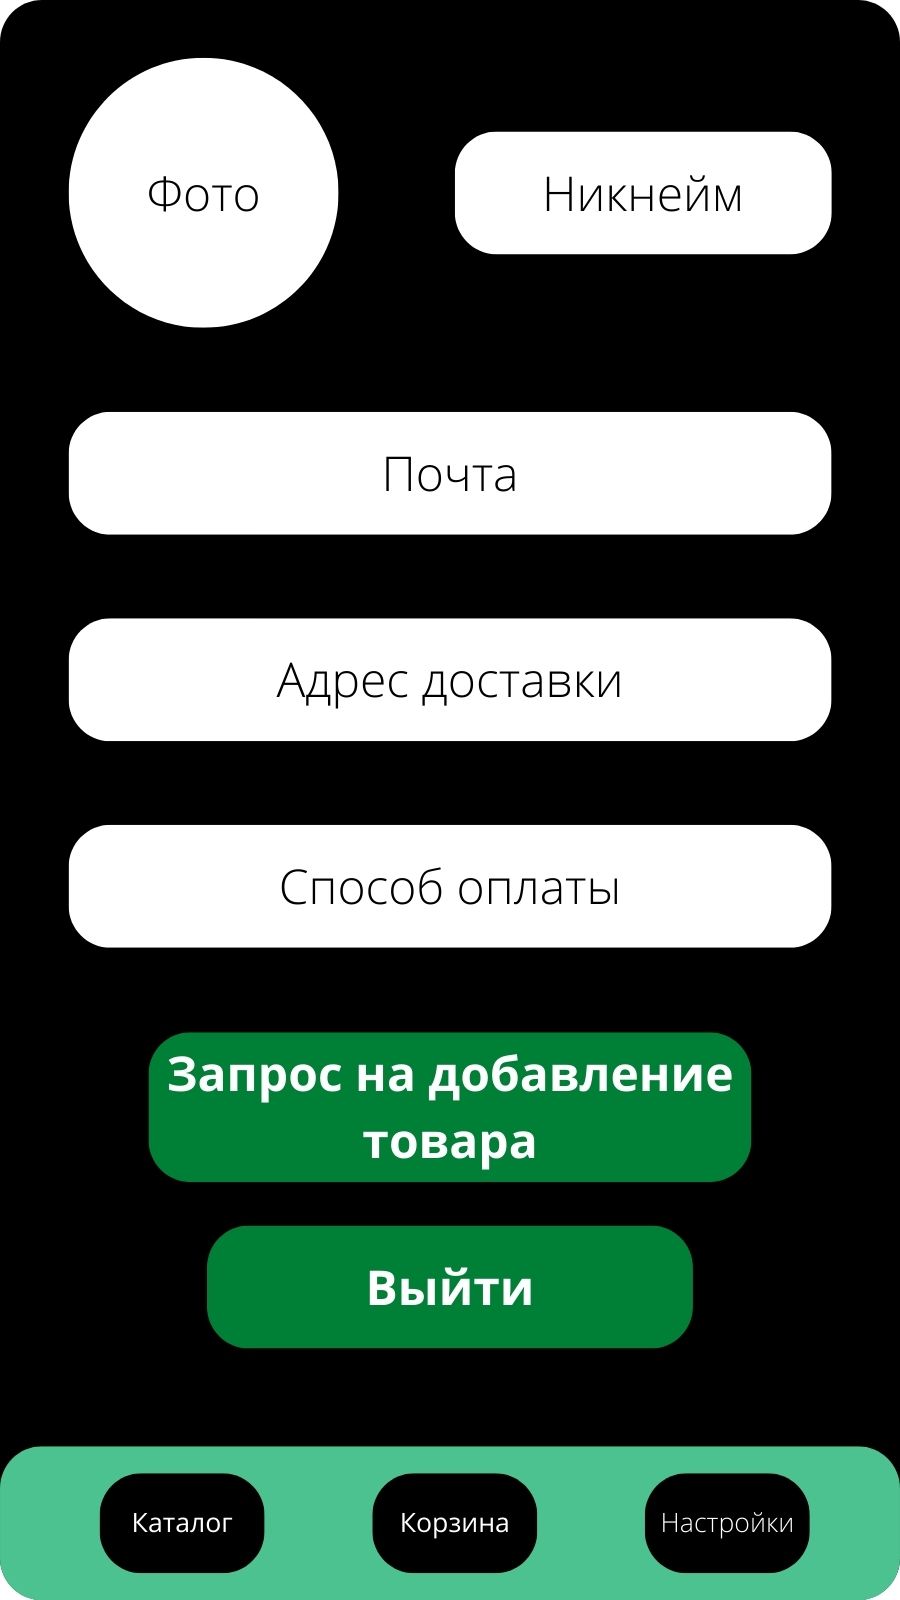 Фото
Никнейм
Почта
Адрес доставки
Способ оплаты
Запрос на добавление
товара
Выйти
Каталог
Корзина
Настройки